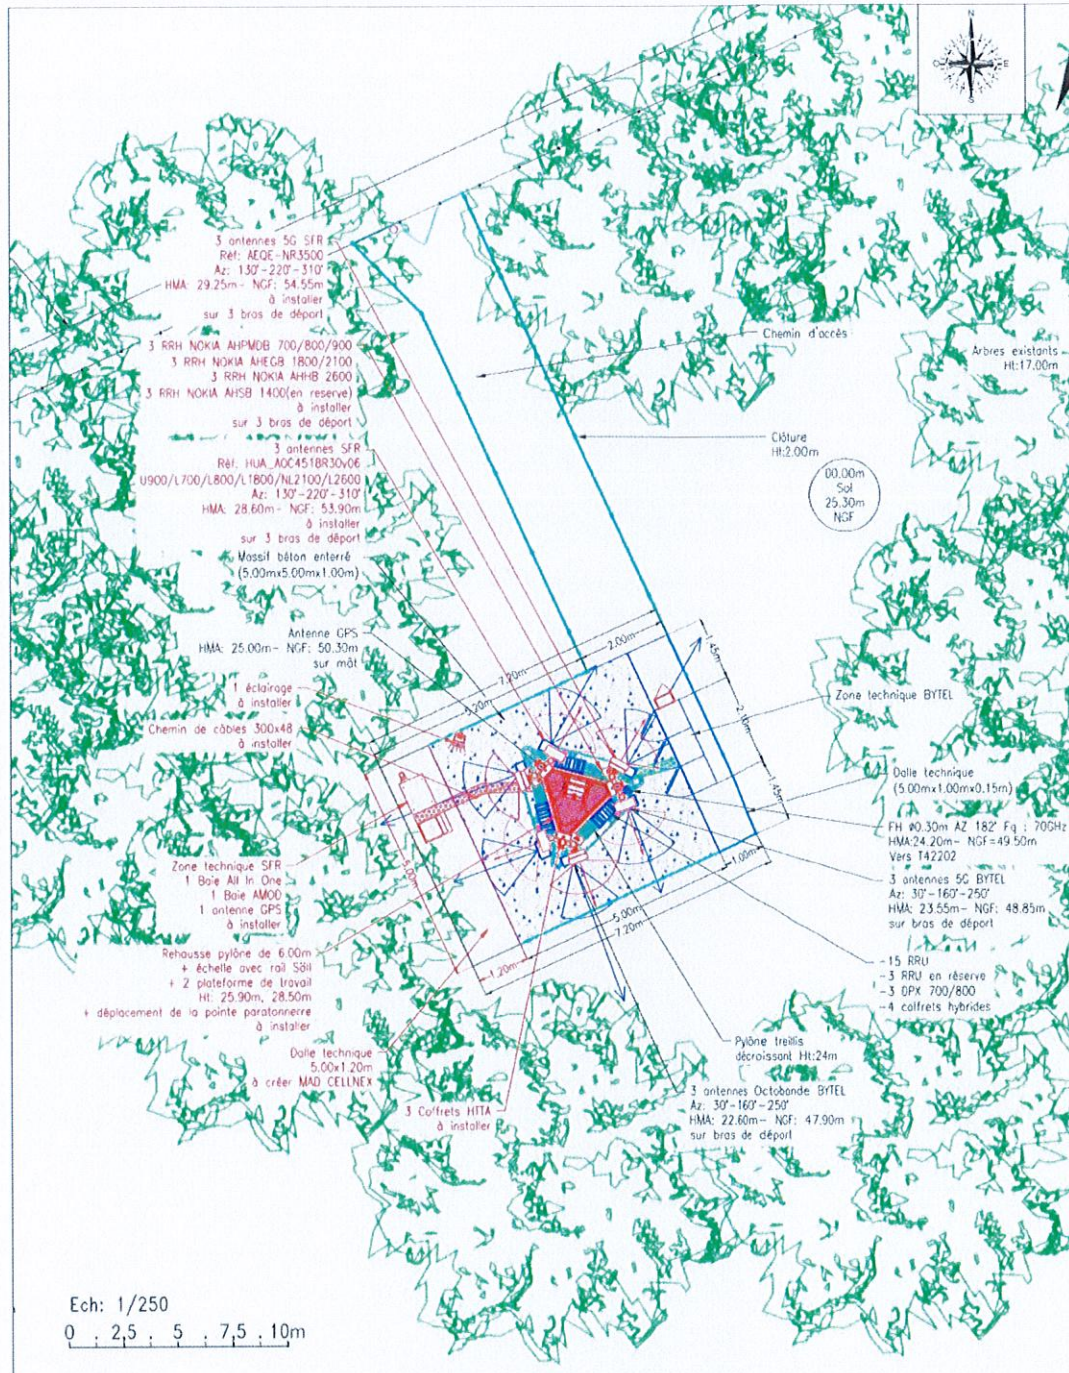 N
O
E
S
3 antennes 5G SFR
Réf: AEQE-NR3500
Az: 130°-220°-310°
HMA: 29.25m- NGF: 54.55m
à installer
sur 3 bras de déport
3 RRH NOKIA AHPMDB 700/800/900
3 RRH NOKIA AHEGB 1800/2100
3 RRH NOKIA AHHB 2600
3 RRH NOKIA AHSB 1400(en reserve)
à installer
sur 3 bras de déport
3 antennes SFR
Réf. HUA_AOC4518R30v06
U900/L700/L800/L1800/NL2100/L2600
Az: 130°-220°-310°
HMA: 28.60m- NGF: 53.90m
à installer
sur 3 bras de déport
Massif béton enterré
(5,00mx5.00mx1.00m)
Antenne GPS
HMA: 25.00m- NGF: 50.30m
sur mât
1 éclairage
à installer
Chemin de câbles 300x48
à installer
Zone technique SFR
1 Baie All In One
1 Baie AMOD
1 antenne GPS
à installer
Rehausse pylône de 6.00m
+ échelle avec rail Söll
+ 2 plateforme de travail
Ht: 25.90m, 28.50m
+ déplacement de la pointe paratonnerre
à installer
Dalle technique
5.00x1.20m
à créer MAD CELLNEX
3 Coffrets HTTA
à installer
Chemin d'accès
Arbres existants
Ht:17.00m
Clôture
Ht:2.00m
00.00m
Sol
25.30m
NGF
7.20m
2.00m
5.20m
1.45m
1.45m
5.00m
1.00m
5.00m
7.20m
1.20m
Zone technique BYTEL
Dalle technique
(5.00mx1.00mx0.15m)
FH Ø0.30m AZ 182° Fq : 70GHz
HMA:24.20m- NGF=49.50m
Vers T42202
3 antennes 5G BYTEL
Az: 30°-160°-250°
HMA: 23.55m- NGF: 48.85m
sur bras de déport
-15 RRU
-3 RRU en réserve
-3 DPX 700/800
-4 coffrets hybrides
Pylône treillis
décroissant Ht:24m
3 antennes Octobande BYTEL
Az: 30°-160°-250°
HMA: 22.60m- NGF: 47.90m
sur bras de déport
Ech: 1/250
0 2,5 5 7,5 10m